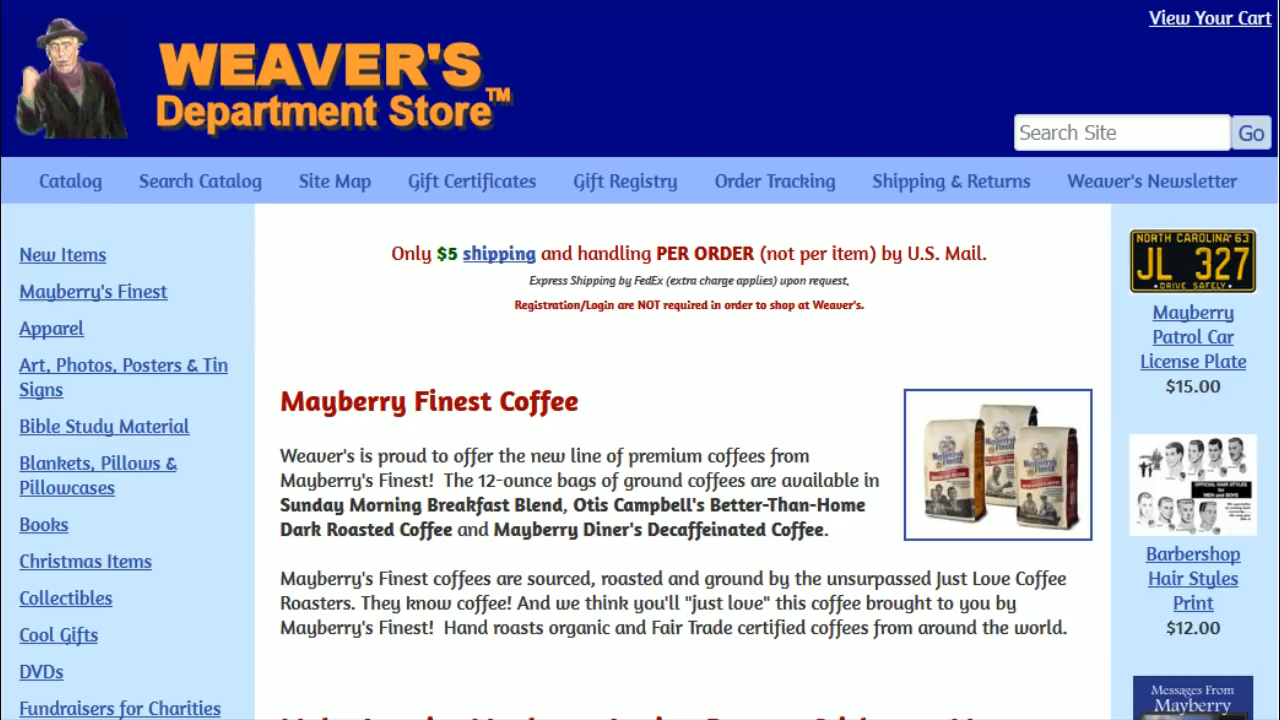 View Your Cart
WEAVER'S
Department Store™
Search Site
Go
Catalog
Search Catalog
Site Map
Gift Certificates
Gift Registry
Order Tracking
Shipping & Returns
Weaver's Newsletter
New Items
Mayberry's Finest
Apparel
Art, Photos, Posters & Tin
Signs
Bible Study Material
Blankets, Pillows &
Pillowcases
Books
Christmas Items
Collectibles
Cool Gifts
DVDs
Fundraisers for Charities
Only $5 shipping and handling PER ORDER (not per item) by U.S. Mail.
Express Shipping by FedEx (extra charge applies) upon request.
Registration/Login are NOT required in order to shop at Weaver's.
Mayberry Finest Coffee
Weaver's is proud to offer the new line of premium coffees from
Mayberry's Finest! The 12-ounce bags of ground coffees are available in
Sunday Morning Breakfast Blend, Otis Campbell's Better-Than-Home
Dark Roasted Coffee and Mayberry Diner's Decaffeinated Coffee.
Mayberry's Finest coffees are sourced, roasted and ground by the unsurpassed Just Love Coffee
Roasters. They know coffee! And we think you'll "just love" this coffee brought to you by
Mayberry's Finest! Hand roasts organic and Fair Trade certified coffees from around the world.
NORTH CAROLINA 63
JL 327
DRIVE SAFELY
Mayberry
Patrol Car
License Plate
$15.00
OFFICIAL HAIR STYLES
for
MEN and BOYS
Barbershop
Hair Styles
Print
$12.00
Messages From
Mayberry